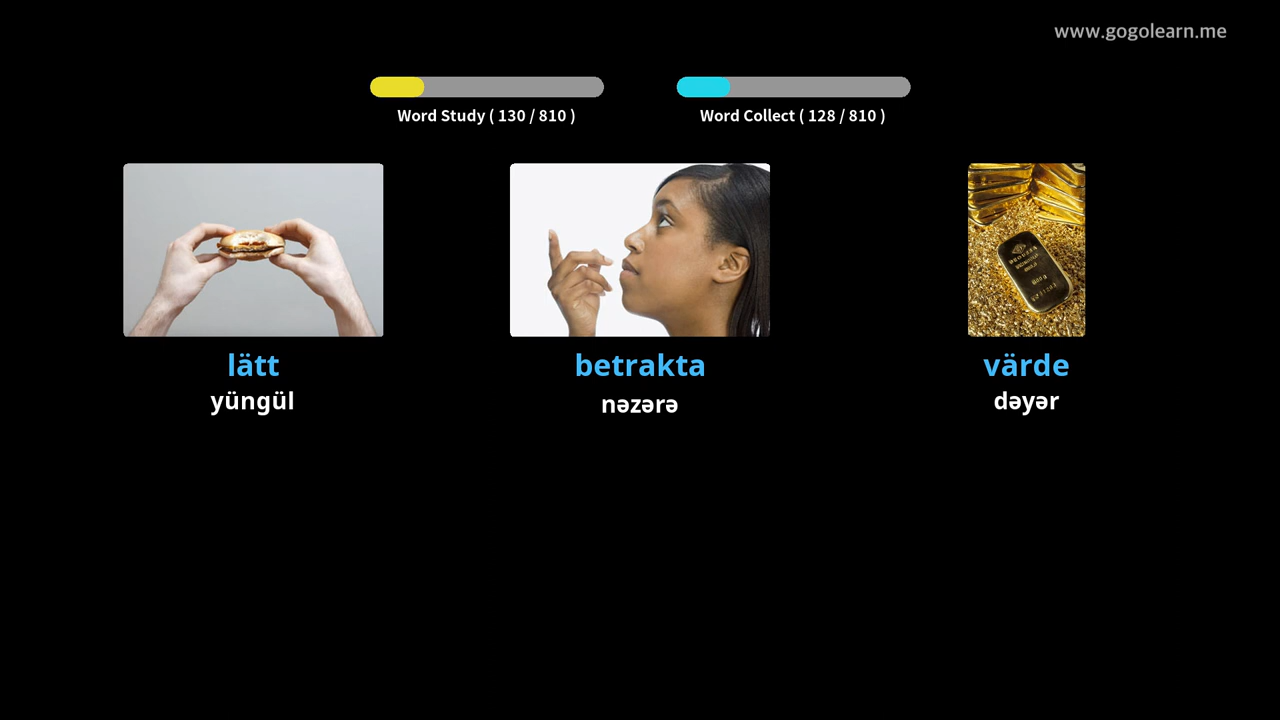 www.gogolearn.me
Word Study ( 130 / 810 )
Word Collect ( 128 / 810 )
lätt
yüngül
betrakta
nəzərə
värde
dəyər